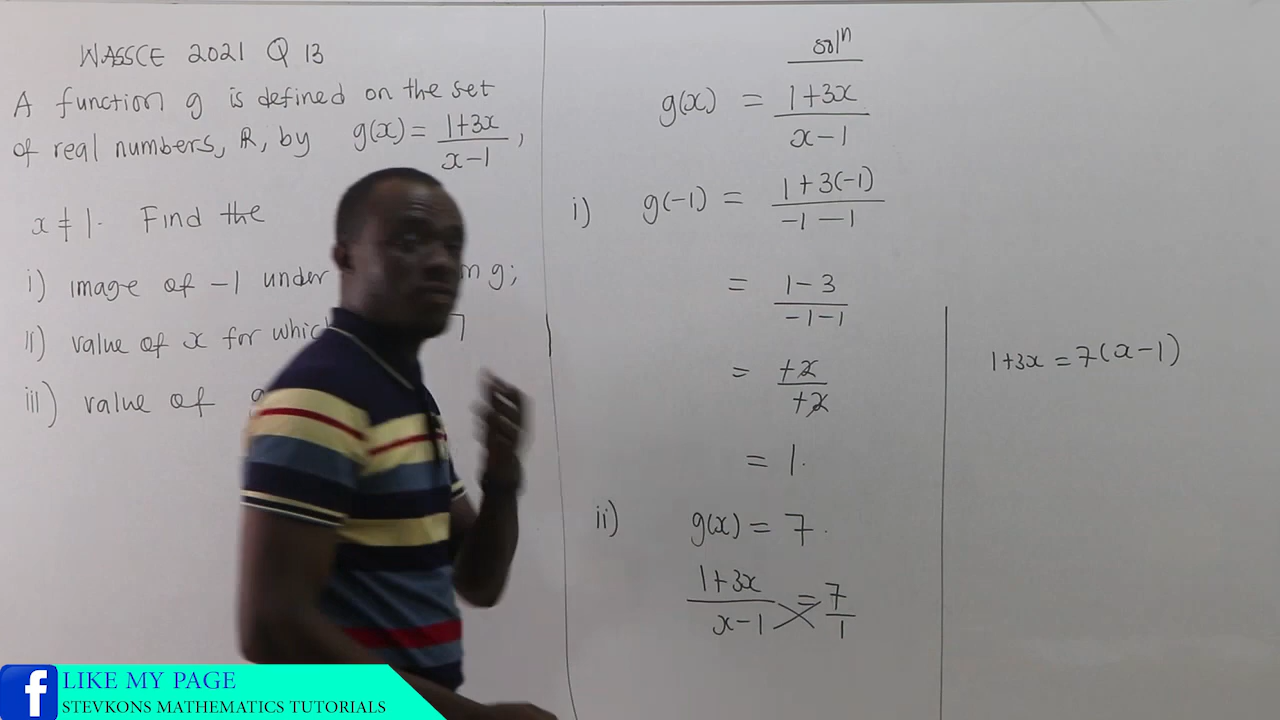 WASSCE 2021 Q 13
A function g is defined on the set
of real numbers, ℝ, by g(x) = (1+3x)/(x-1),
x ≠ 1. Find the
i) image of -1 under g;
ii) value of x for which 7
iii) value of
soln
g(x) = (1+3x)/(x-1)
i) g(-1) = (1+3(-1))/(-1-1)
= (1-3)/(-1-1)
= +2/+2
= 1.
ii) g(x) = 7.
(1+3x)/(x-1) = 7/1
1+3x = 7(x-1)
f LIKE MY PAGE
STEVKONS MATHEMATICS TUTORIALS